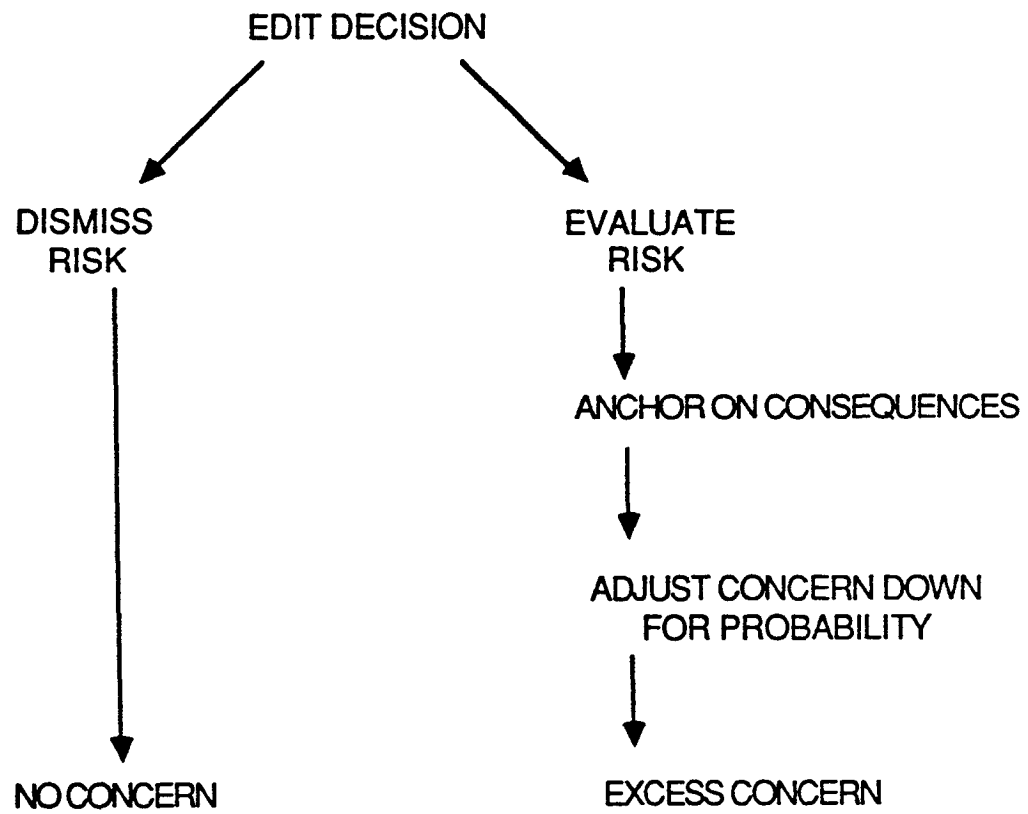 EDIT DECISION
DISMISS
RISK
EVALUATE
RISK
ANCHOR ON CONSEQUENCES
ADJUST CONCERN DOWN
FOR PROBABILITY
NO CONCERN
EXCESS CONCERN